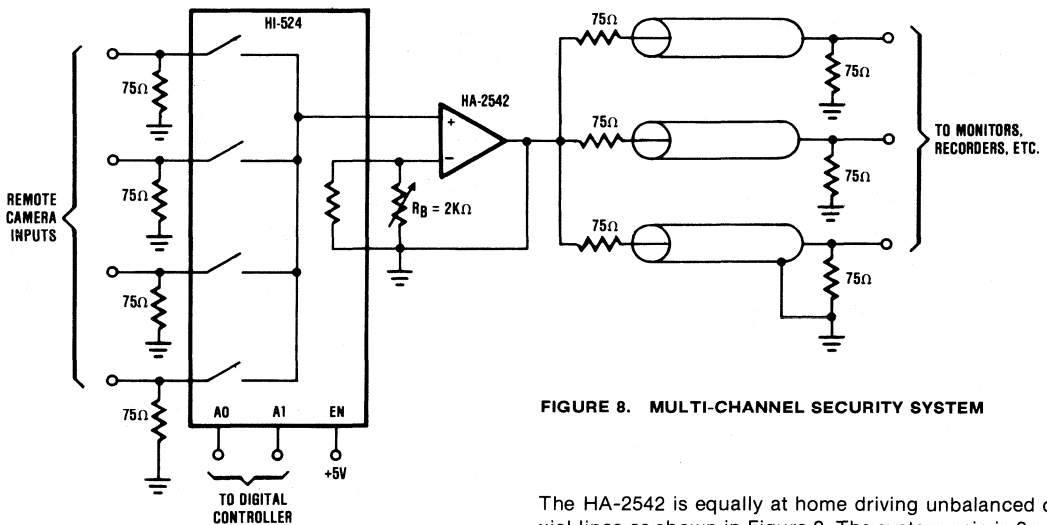 HI-524
75Ω
75Ω
75Ω
75Ω
REMOTE
CAMERA
INPUTS
A0 A1 EN
+5V
TO DIGITAL
CONTROLLER
HA-2542
+
−
R_B = 2KΩ
75Ω
75Ω
75Ω
75Ω
75Ω
75Ω
TO MONITORS,
RECORDERS, ETC.
FIGURE 8. MULTI-CHANNEL SECURITY SYSTEM
The HA-2542 is equally at home driving unbalanced